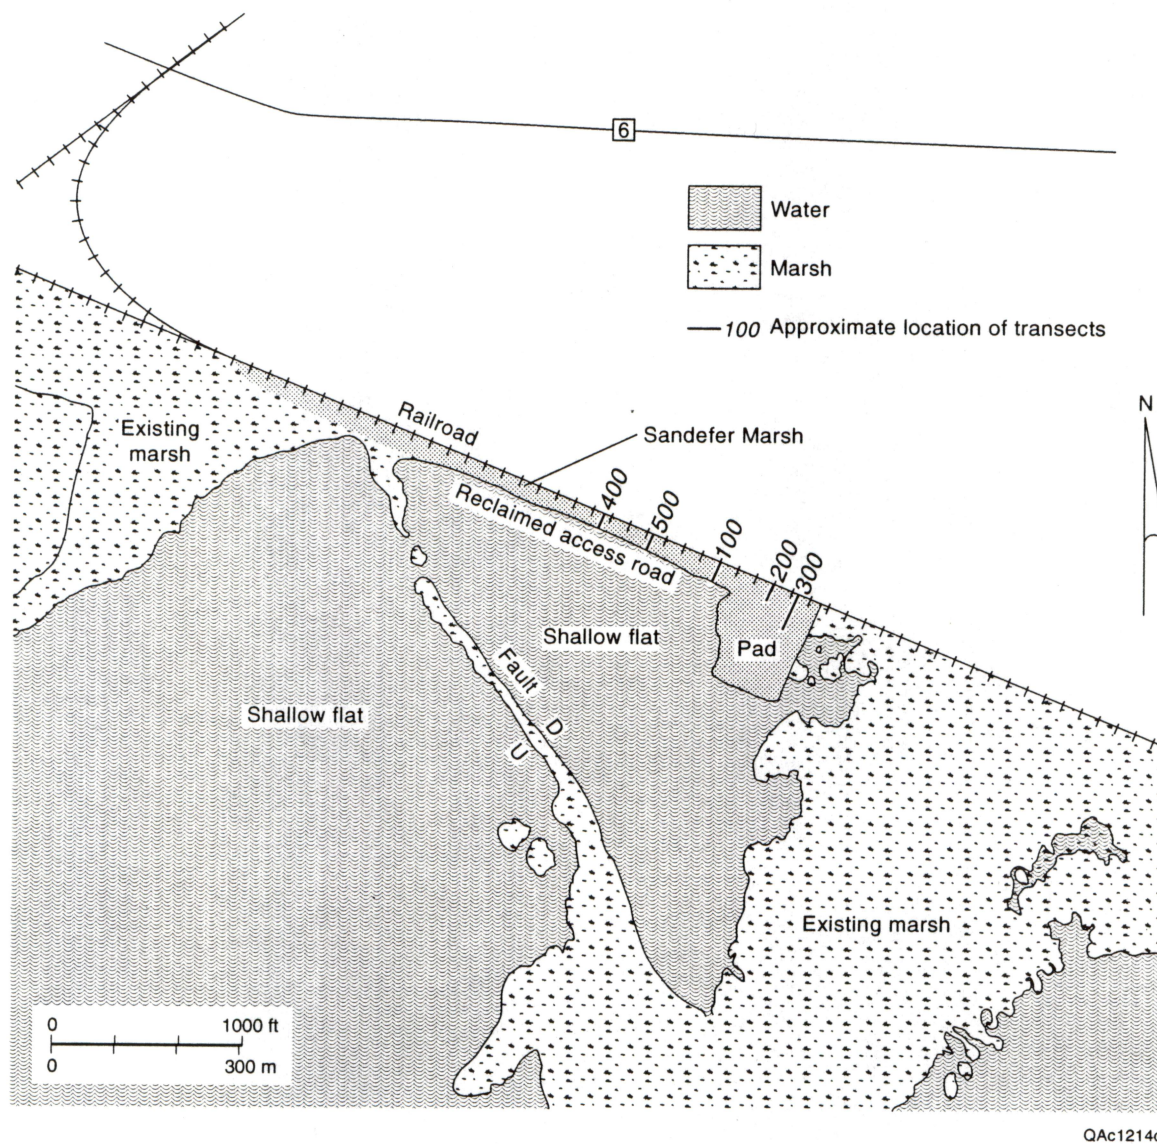 6
Water
Marsh
100 Approximate location of transects
N
Railroad
Sandefer Marsh
Existing
marsh
400
500
100
200
300
Reclaimed access road
Shallow flat
Pad
Fault
D
U
Shallow flat
Existing marsh
0 1000 ft
0 300 m